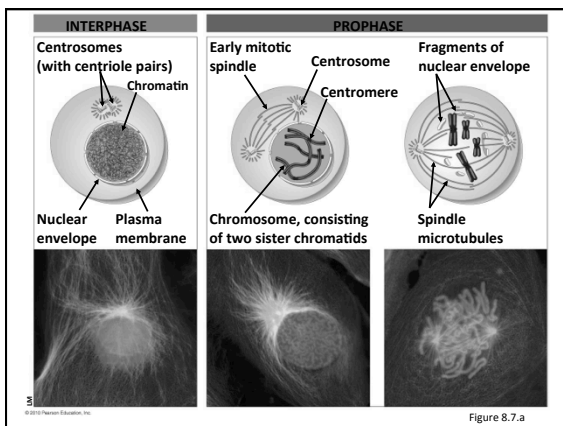 INTERPHASE
PROPHASE
Centrosomes
(with centriole pairs)
Chromatin
Early mitotic
spindle
Centrosome
Centromere
Fragments of
nuclear envelope
Nuclear
envelope
Plasma
membrane
Chromosome, consisting
of two sister chromatids
Spindle
microtubules
LM
© 2010 Pearson Education, Inc.
Figure 8.7.a